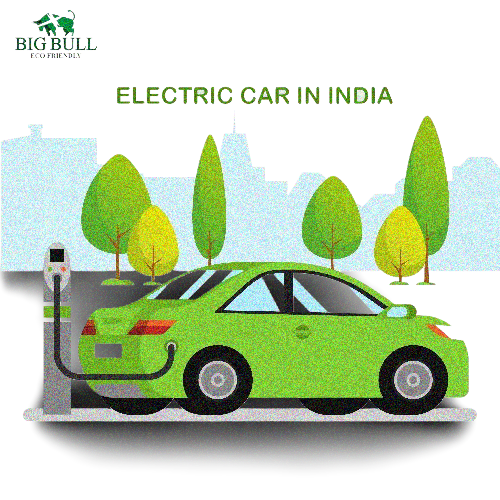 BIG BULL
ECO FRIENDLY
ELECTRIC CAR IN INDIA